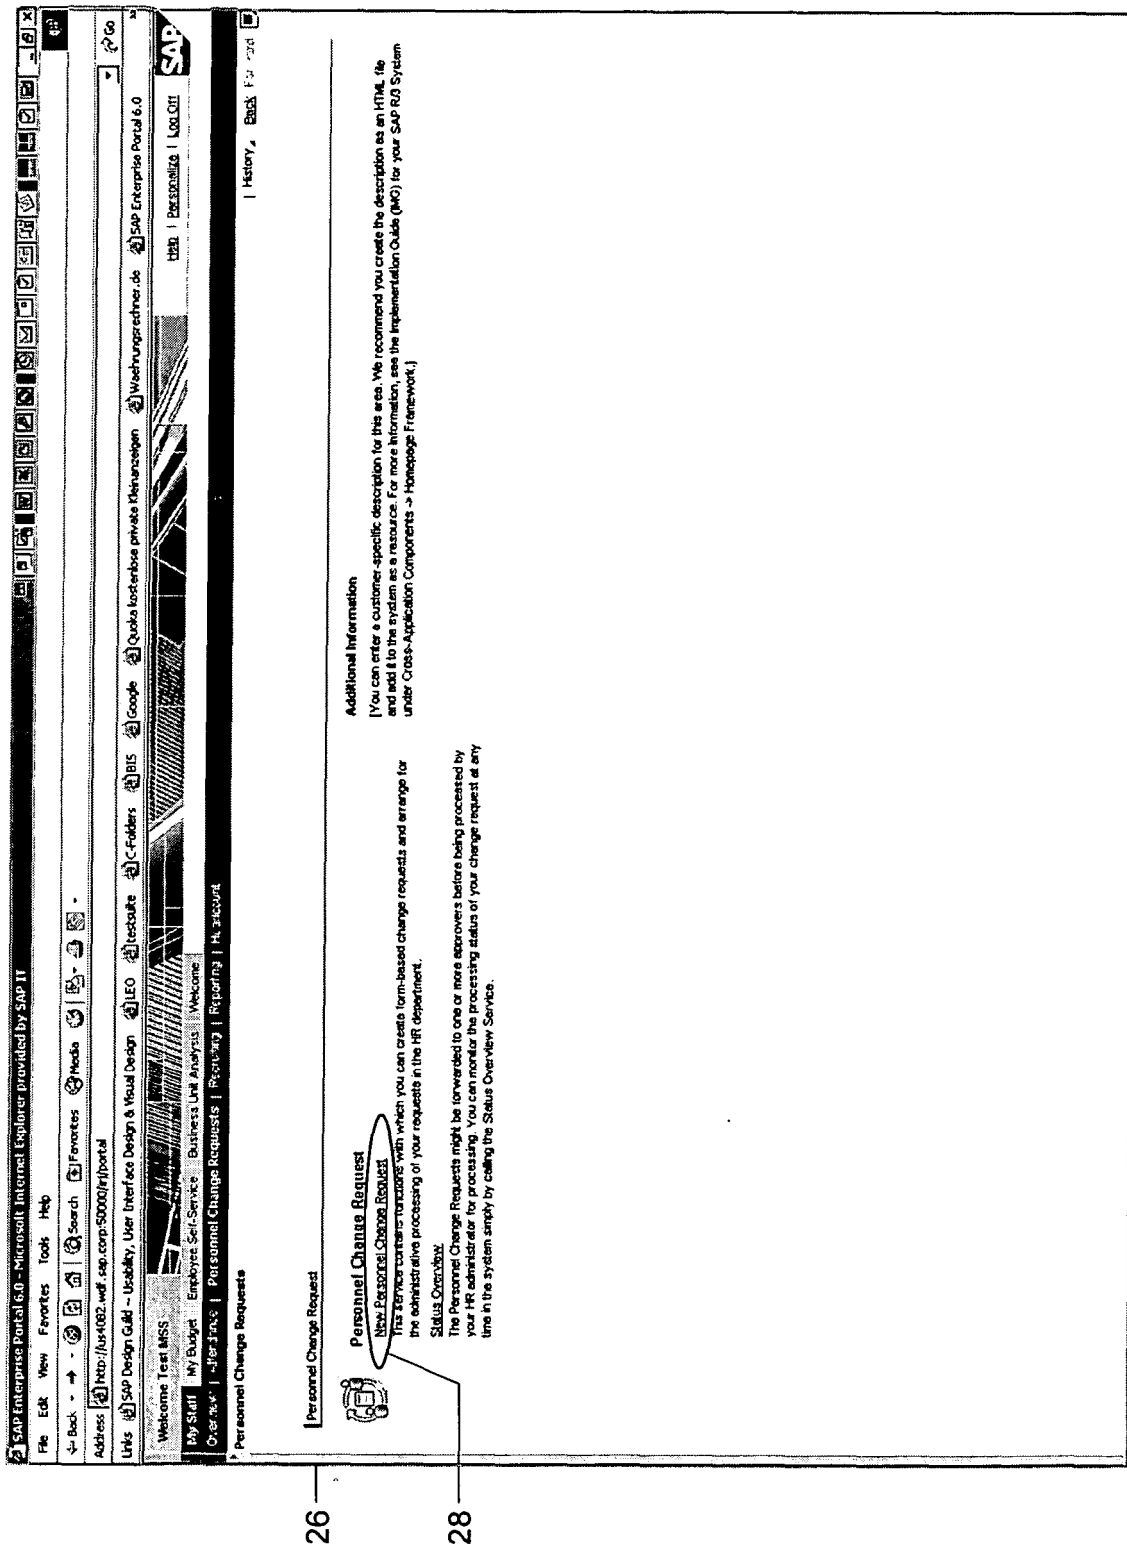 SAP Enterprise Portal 6.0 - Microsoft Internet Explorer provided by SAP IT
File Edit View Favorites Tools Help
Back Search Favorites Media
Address http://us4082.wdf.sap.corp:50000/irj/portal Go
Links SAP Design Guild -- Usability, User Interface Design & Visual Design LEO testsuite C-Folders BIS Google Quoka kostenlose private Kleinanzeigen Waehrungsrechner.de SAP Enterprise Portal 6.0 »
Welcome Test MSS Help | Personalize | Log Off SAP
My Staff My Budget Employee Self-Service Business Unit Analysis Welcome
Overview | Attendance | Personnel Change Requests | Recruiting | Reporting | Headcount
Personnel Change Requests | History Back Forward
26
Personnel Change Request
Personnel Change Request
New Personnel Change Request
This service contains functions with which you can create form-based change requests and arrange for
the administrative processing of your requests in the HR department.
Status Overview
The Personnel Change Requests might be forwarded to one or more approvers before being processed by
your HR administrator for processing. You can monitor the processing status of your change request at any
time in the system simply by calling the Status Overview Service.
28
Additional Information
[You can enter a customer-specific description for this area. We recommend you create the description as an HTML file
and add it to the system as a resource. For more information, see the Implementation Guide (IMG) for your SAP R/3 System
under Cross-Application Components -> Homepage Framework.]